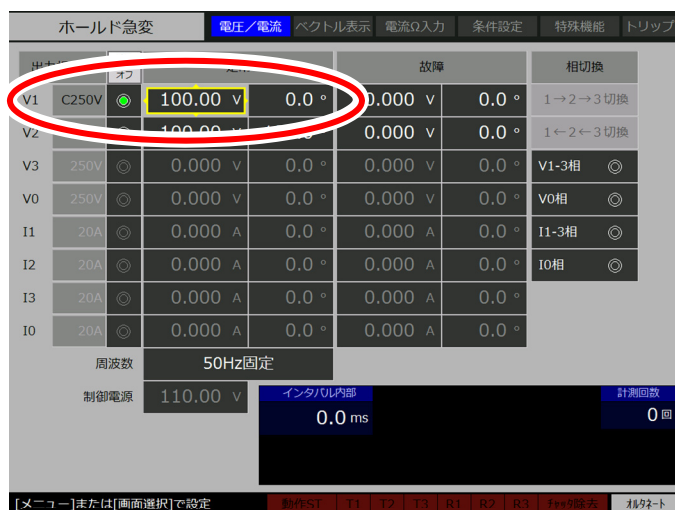 ホールド急変 電圧/電流 ベクトル表示 電流Ω入力 条件設定 特殊機能 トリップ
オフ 故障 相切換
V1 C250V 100.00 V 0.0 ° 0.000 V 0.0 ° 1→2→3切換
V2 100.00 V 0.000 V 0.0 ° 1←2←3切換
V3 250V 0.000 V 0.0 ° 0.000 V 0.0 ° V1-3相
V0 250V 0.000 V 0.0 ° 0.000 V 0.0 ° V0相
I1 20A 0.000 A 0.0 ° 0.000 A 0.0 ° I1-3相
I2 20A 0.000 A 0.0 ° 0.000 A 0.0 ° I0相
I3 20A 0.000 A 0.0 ° 0.000 A 0.0 °
I0 20A 0.000 A 0.0 ° 0.000 A 0.0 °
周波数 50Hz固定
制御電源 110.00 V インタバル内部 計測回数
0.0 ms 0 回
[メニュー]または[画面選択]で設定 動作ST T1 T2 T3 R1 R2 R3 ﾁｬｯﾀ除去 ｵﾙﾀﾈｰﾄ